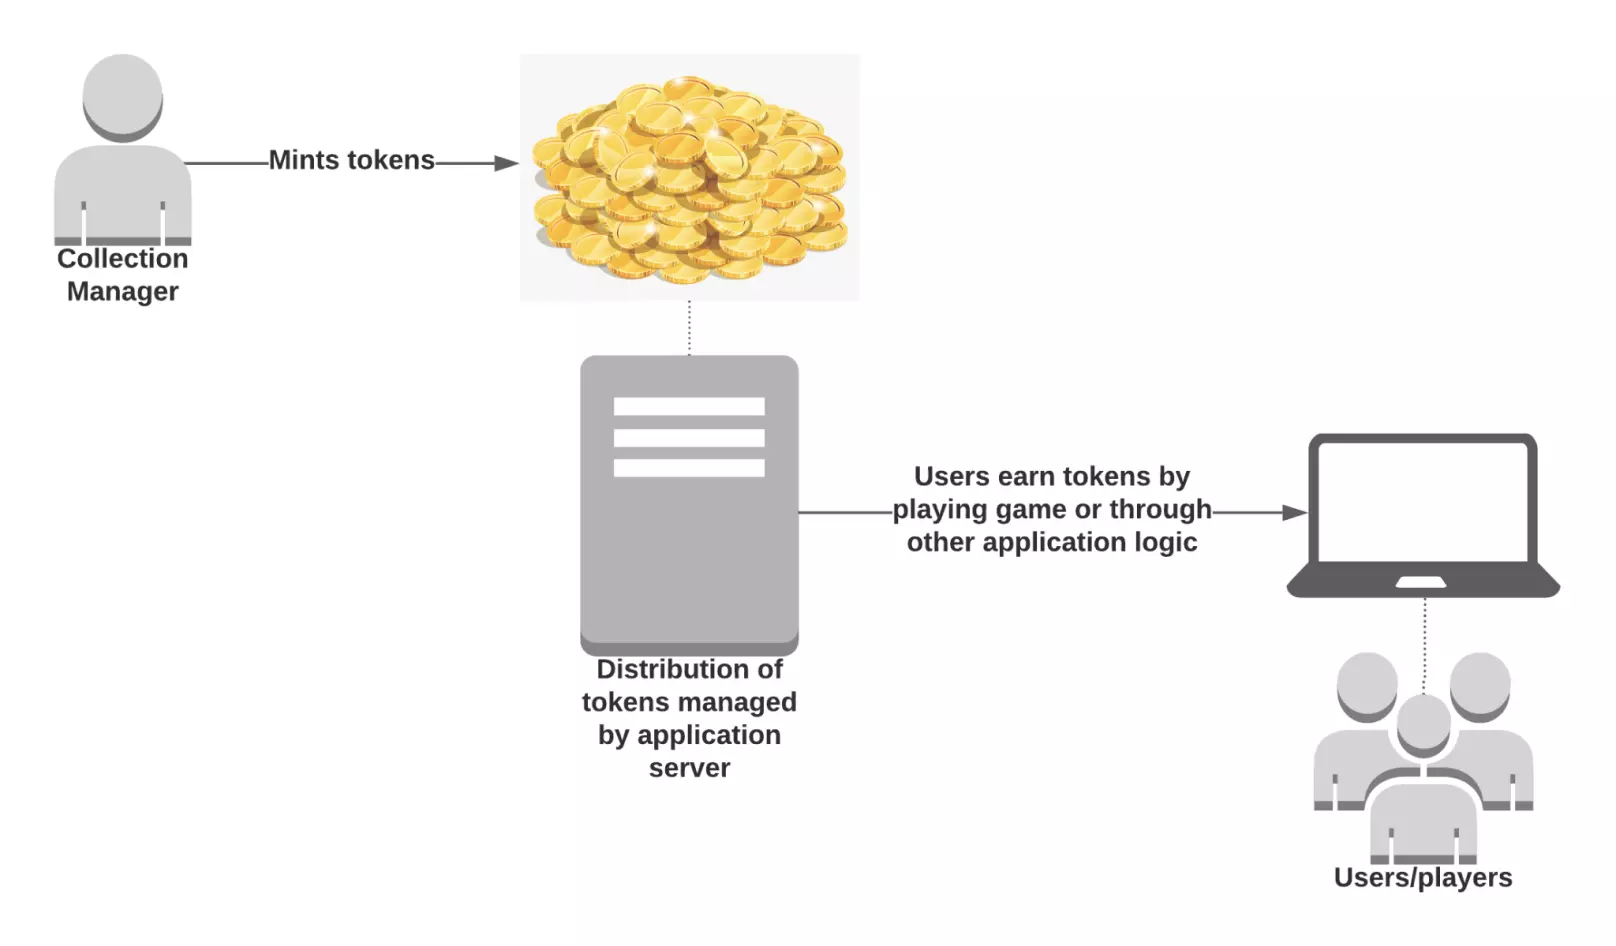 Mints tokens
Collection
Manager
Users earn tokens by
playing game or through
other application logic
Distribution of
tokens managed
by application
server
Users/players